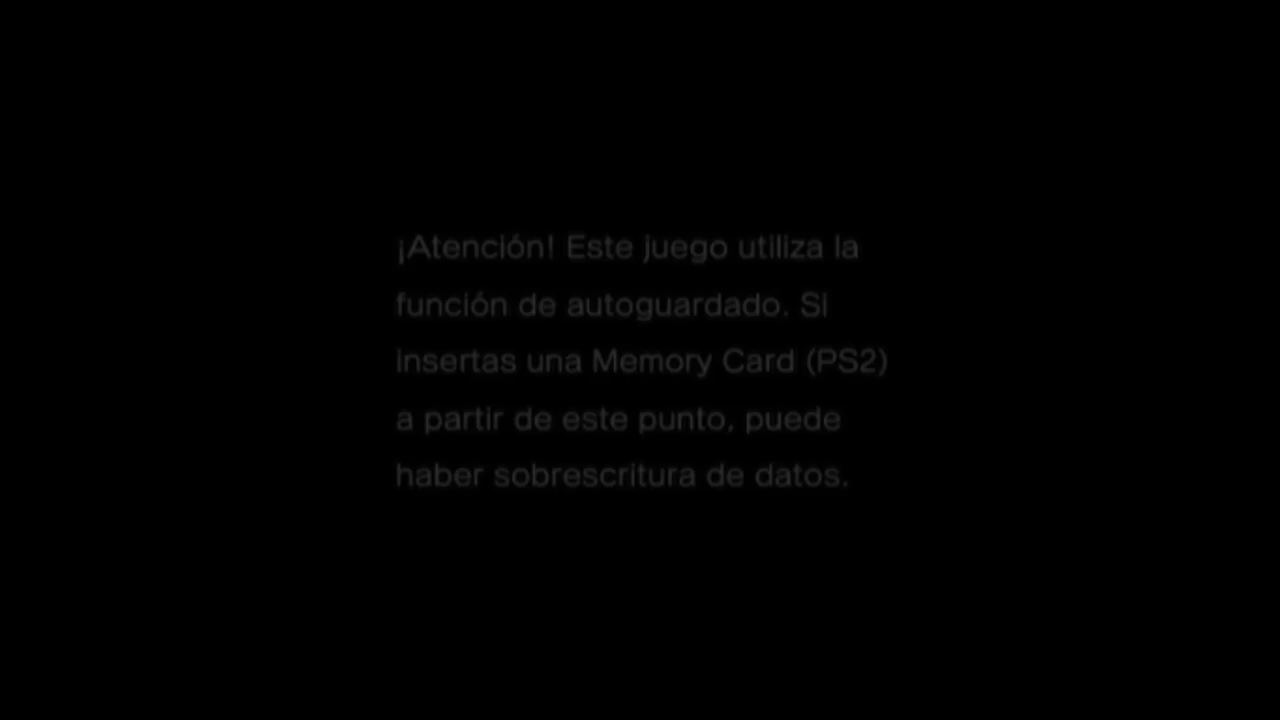 ¡Atención! Este juego utiliza la
función de autoguardado. Si
insertas una Memory Card (PS2)
a partir de este punto, puede
haber sobrescritura de datos.